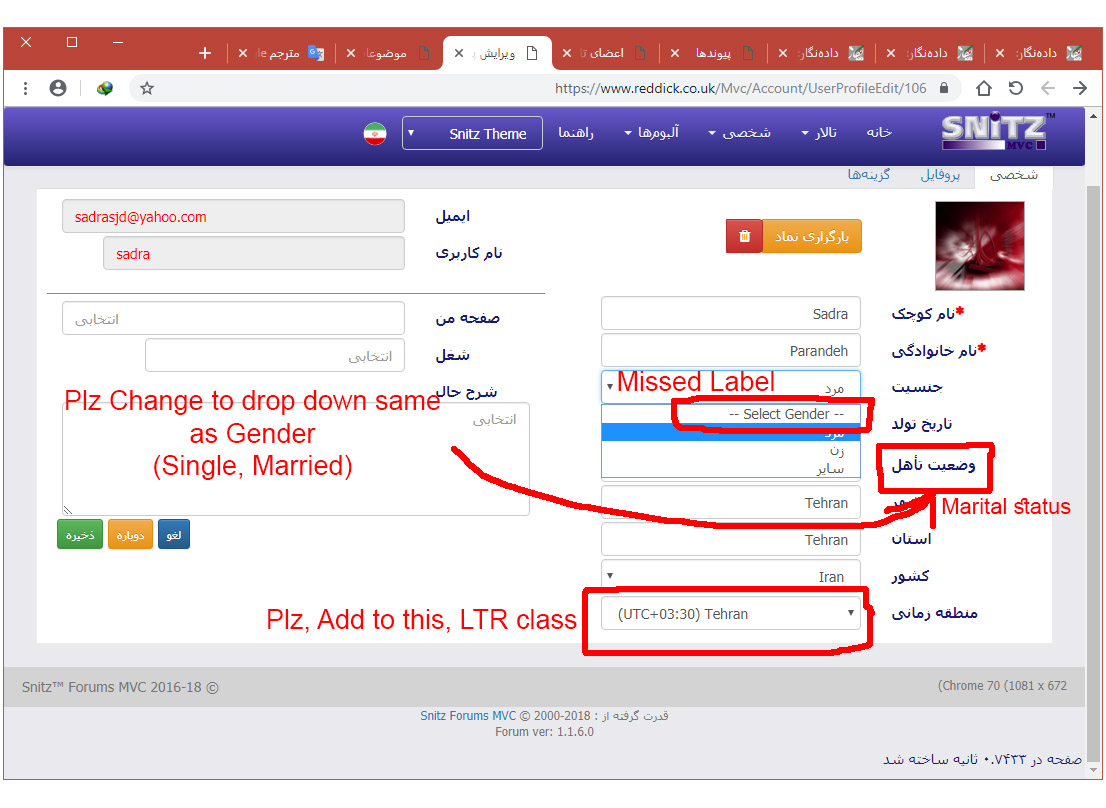 داده‌نگار:
داده‌نگار:
داده‌نگار:
پیوندها
اعضای تا
ویرایش
موضوعا
مترجم le
https://www.reddick.co.uk/Mvc/Account/UserProfileEdit/106
SNITZ™
MVC
خانه
تالار
شخصی
آلبوم‌ها
راهنما
Snitz Theme
شخصی
پروفایل
گزینه‌ها
بارگزاری نماد
*نام کوچک
Sadra
*نام خانوادگی
Parandeh
جنسیت
مرد
Missed Label
-- Select Gender --
مرد
زن
سایر
تاریخ تولد
وضعیت تأهل
Marital status
Tehran
استان
Tehran
کشور
Iran
منطقه زمانی
(UTC+03:30) Tehran
Plz, Add to this, LTR class
ایمیل
sadrasjd@yahoo.com
نام کاربری
sadra
صفحه من
انتخابی
شغل
انتخابی
شرح حال
انتخابی
Plz Change to drop down same
as Gender
(Single, Married)
لغو
دوباره
ذخیره
(Chrome 70 (1081 x 672
Snitz™ Forums MVC 2016-18 ©
قدرت گرفته از : Snitz Forums MVC © 2000-2018
Forum ver: 1.1.6.0
صفحه در ۰.۷۴۳۳ ثانیه ساخته شد